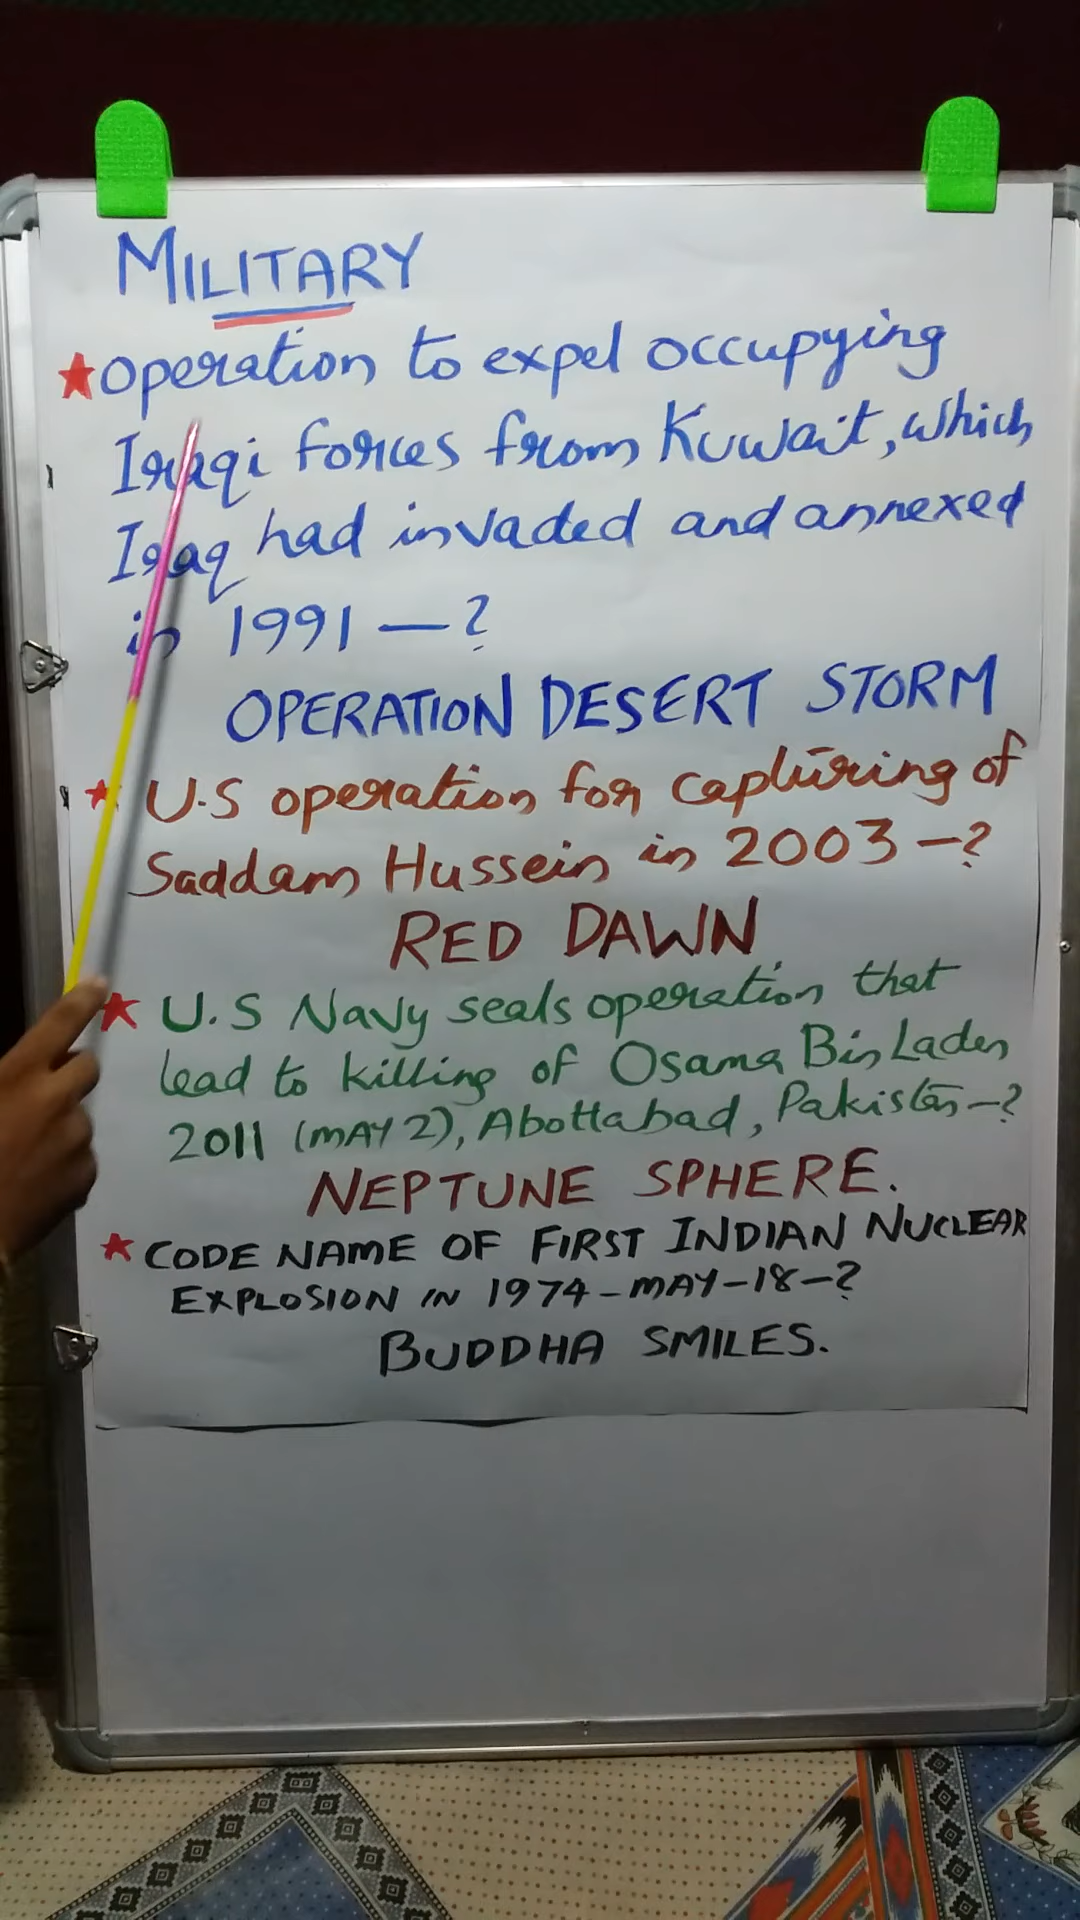 MILITARY
★ Operation to expel occupying
Iraqi forces from Kuwait, which
Iraq had invaded and annexed
in 1991 — ?
OPERATION DESERT STORM
★ U.S operation for capturing of
Saddam Hussein in 2003 - ?
RED DAWN
★ U.S Navy seals operation that
lead to killing of Osama Bin Laden
2011 (MAY 2), Abottabad, Pakistan - ?
NEPTUNE SPHERE.
★ CODE NAME OF FIRST INDIAN NUCLEAR
EXPLOSION IN 1974 - MAY - 18 - ?
BUDDHA SMILES.